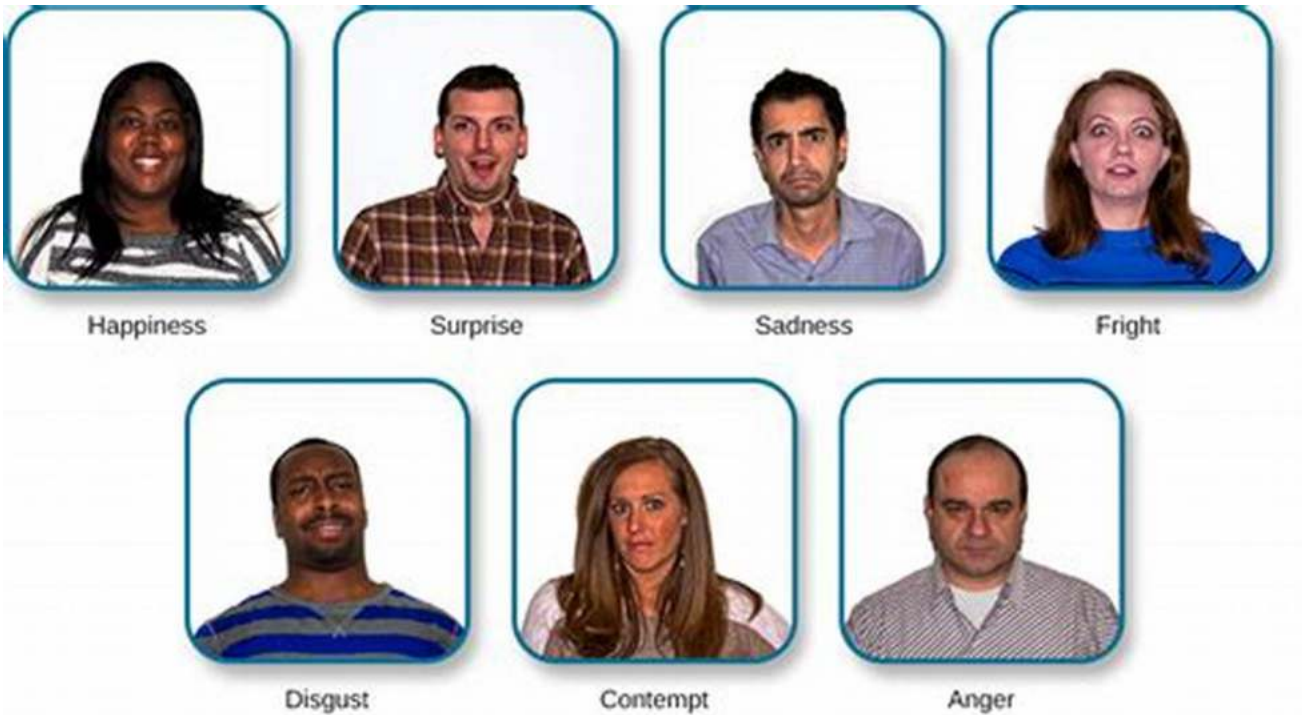 Happiness
Surprise
Sadness
Fright
Disgust
Contempt
Anger